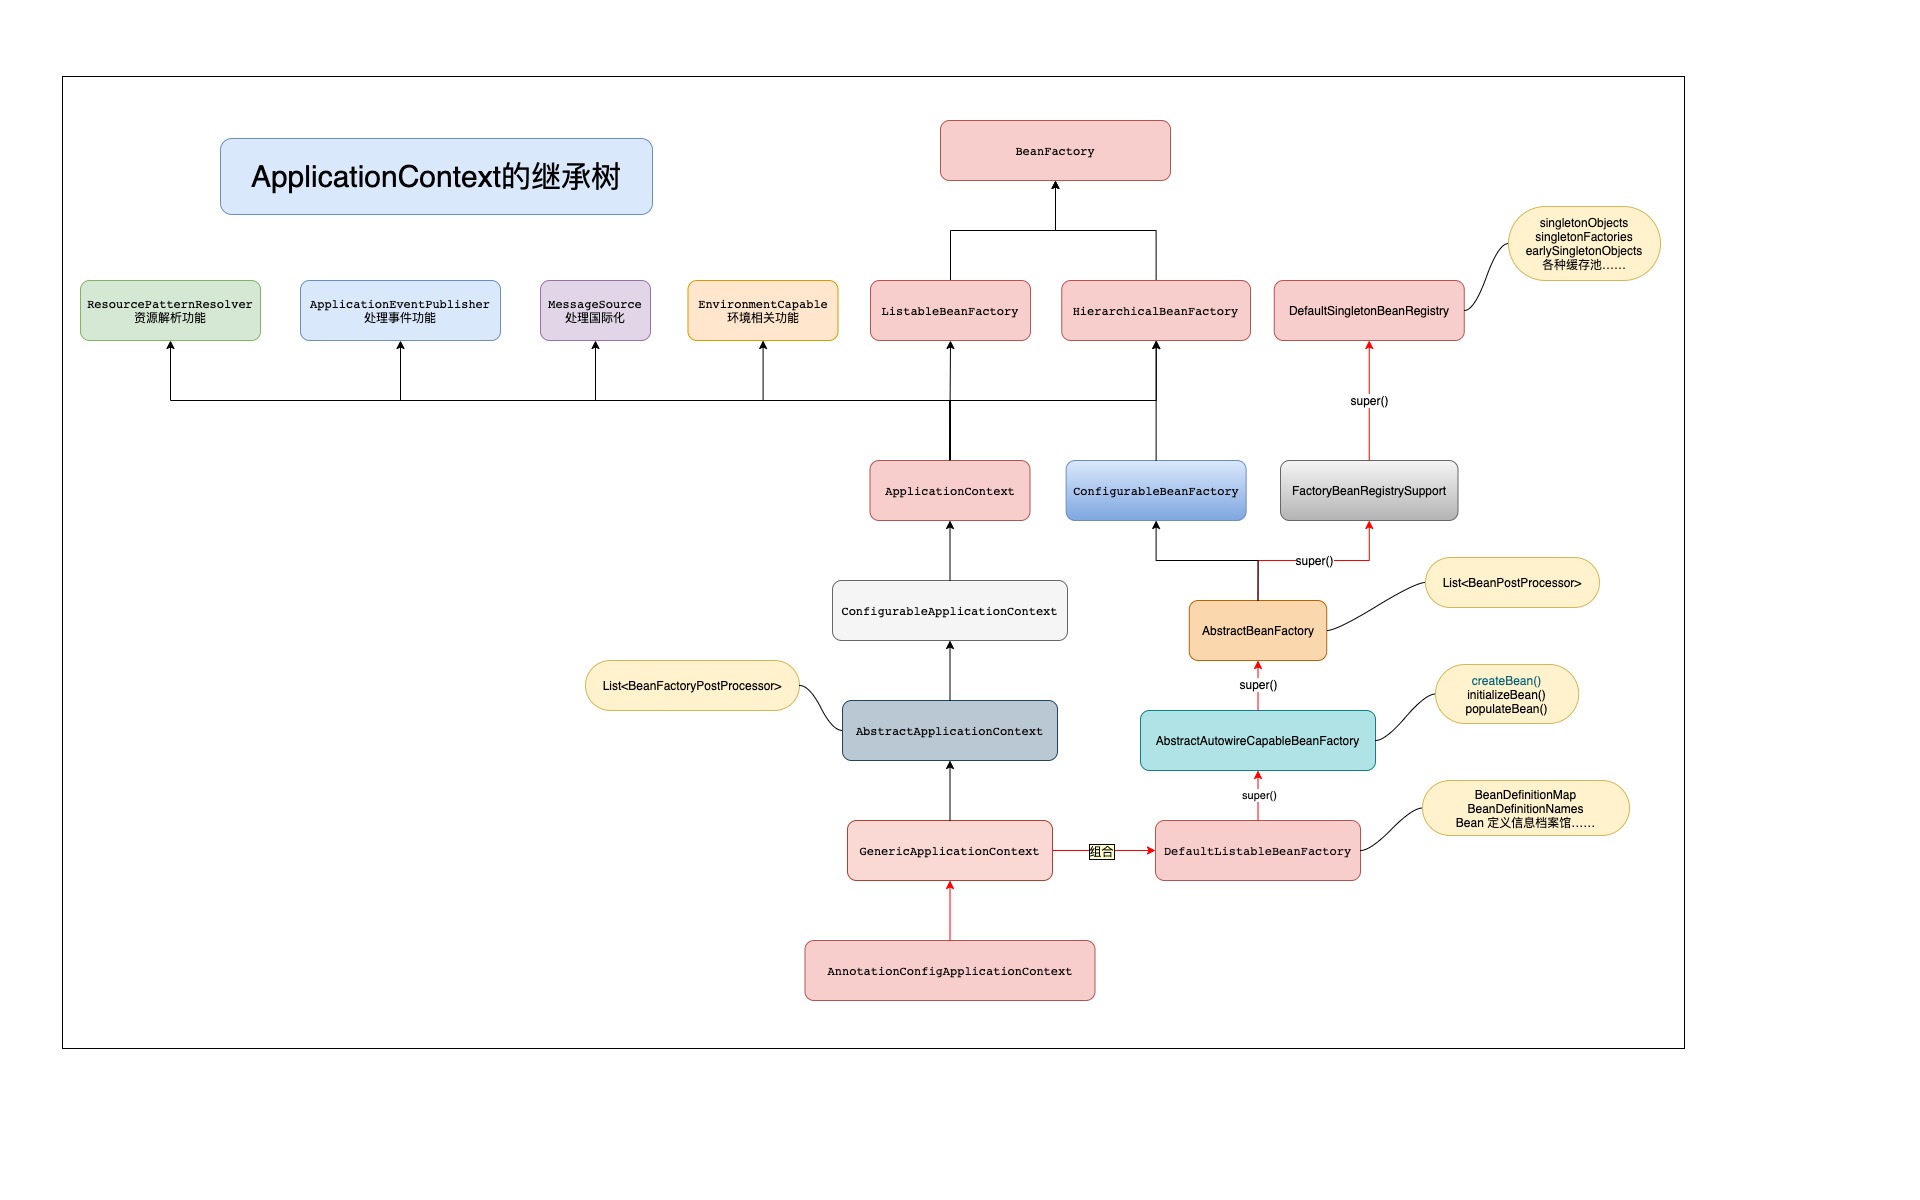 ApplicationContext的继承树
BeanFactory
singletonObjects
singletonFactories
earlySingletonObjects
各种缓存池......
ResourcePatternResolver
资源解析功能
ApplicationEventPublisher
处理事件功能
MessageSource
处理国际化
EnvironmentCapable
环境相关功能
ListableBeanFactory
HierarchicalBeanFactory
DefaultSingletonBeanRegistry
super()
ApplicationContext
ConfigurableBeanFactory
FactoryBeanRegistrySupport
super()
List<BeanPostProcessor>
ConfigurableApplicationContext
AbstractBeanFactory
List<BeanFactoryPostProcessor>
super()
createBean()
initializeBean()
populateBean()
AbstractApplicationContext
AbstractAutowireCapableBeanFactory
super()
BeanDefinitionMap
BeanDefinitionNames
Bean 定义信息档案馆......
GenericApplicationContext
组合
DefaultListableBeanFactory
AnnotationConfigApplicationContext